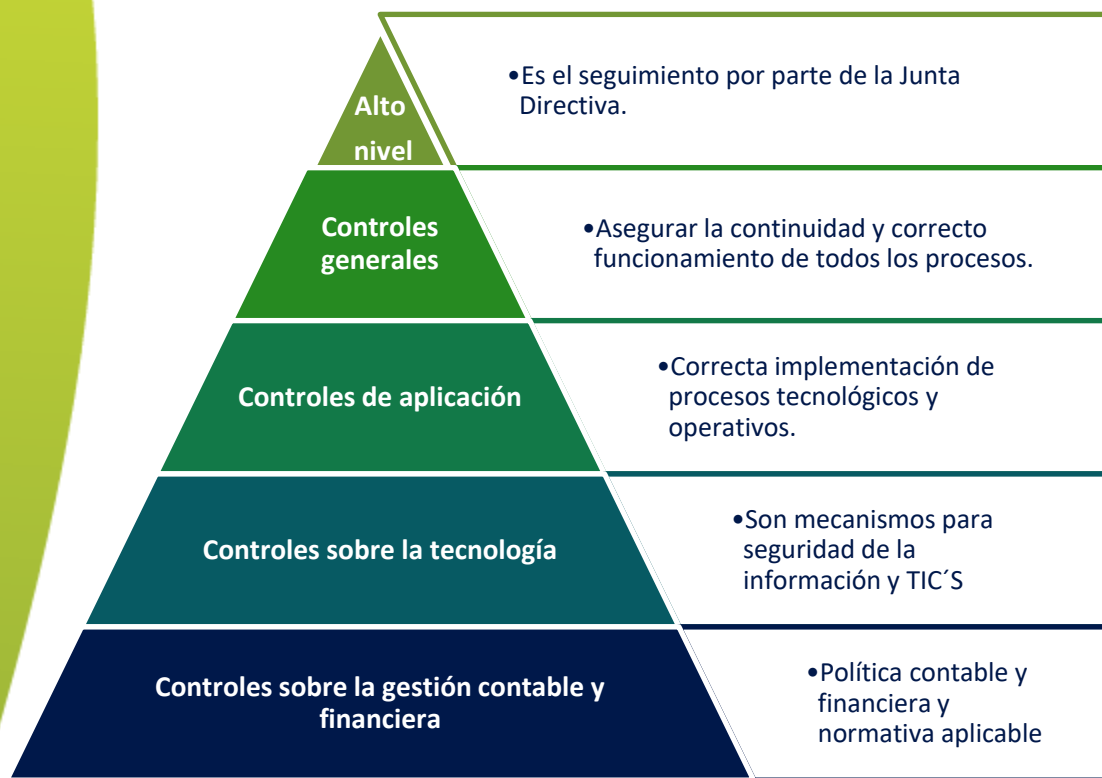 Alto
nivel
•Es el seguimiento por parte de la Junta
Directiva.
Controles
generales
•Asegurar la continuidad y correcto
funcionamiento de todos los procesos.
Controles de aplicación
•Correcta implementación de
procesos tecnológicos y
operativos.
Controles sobre la tecnología
•Son mecanismos para
seguridad de la
información y TIC´S
Controles sobre la gestión contable y
financiera
•Política contable y
financiera y
normativa aplicable